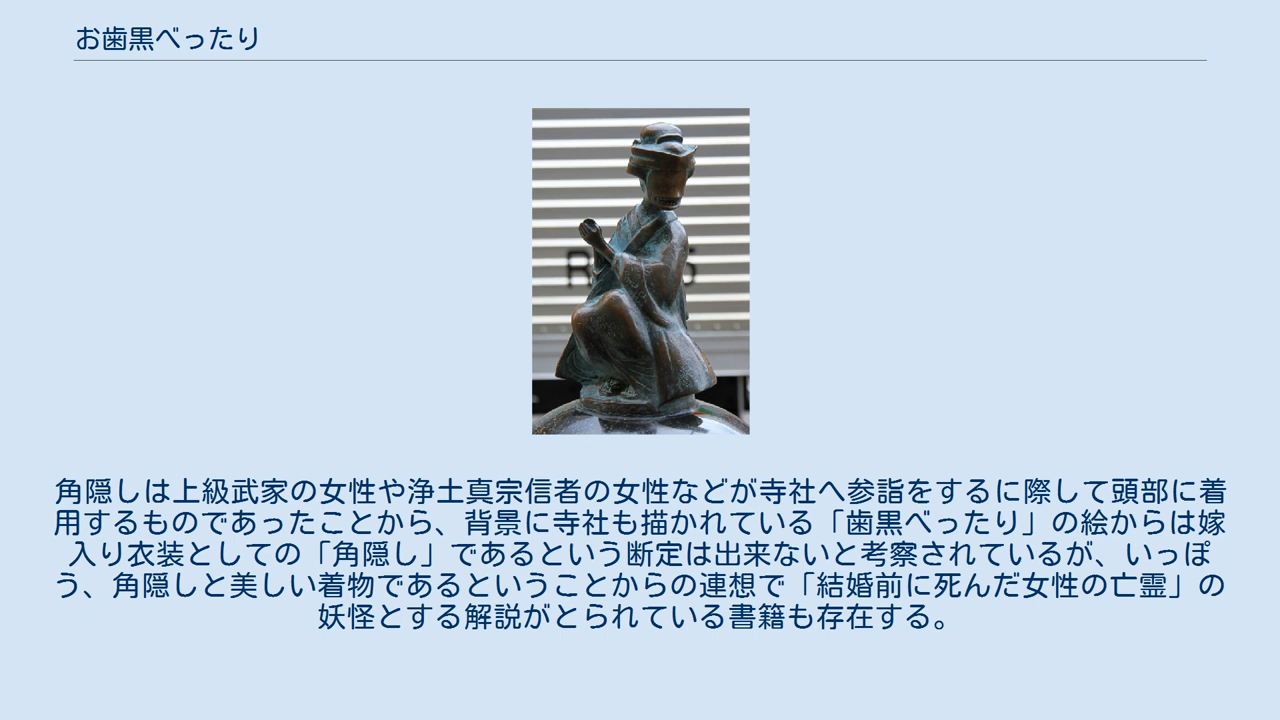 お歯黒べったり
角隠しは上級武家の女性や浄土真宗信者の女性などが寺社へ参詣をするに際して頭部に着
用するものであったことから、背景に寺社も描かれている「歯黒べったり」の絵からは嫁
入り衣装としての「角隠し」であるという断定は出来ないと考察されているが、いっぽ
う、角隠しと美しい着物であるということからの連想で「結婚前に死んだ女性の亡霊」の
妖怪とする解説がとられている書籍も存在する。